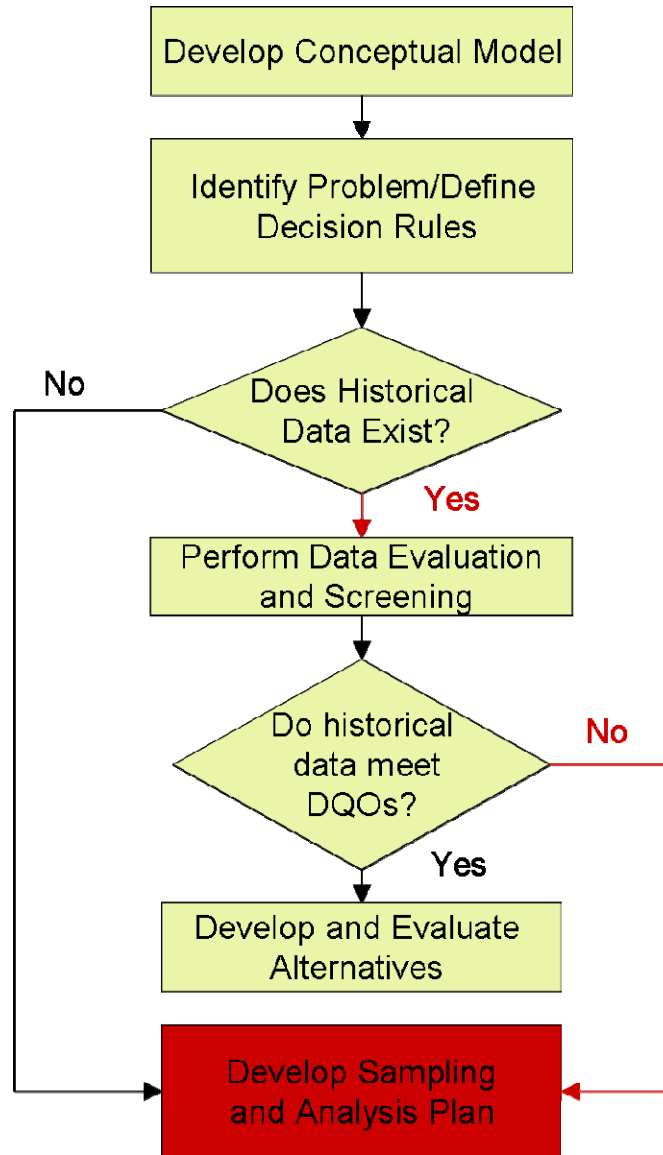 Develop Conceptual Model
Identify Problem/Define
Decision Rules
No
Does Historical
Data Exist?
Yes
Perform Data Evaluation
and Screening
Do historical
data meet
DQOs?
No
Yes
Develop and Evaluate
Alternatives
Develop Sampling
and Analysis Plan